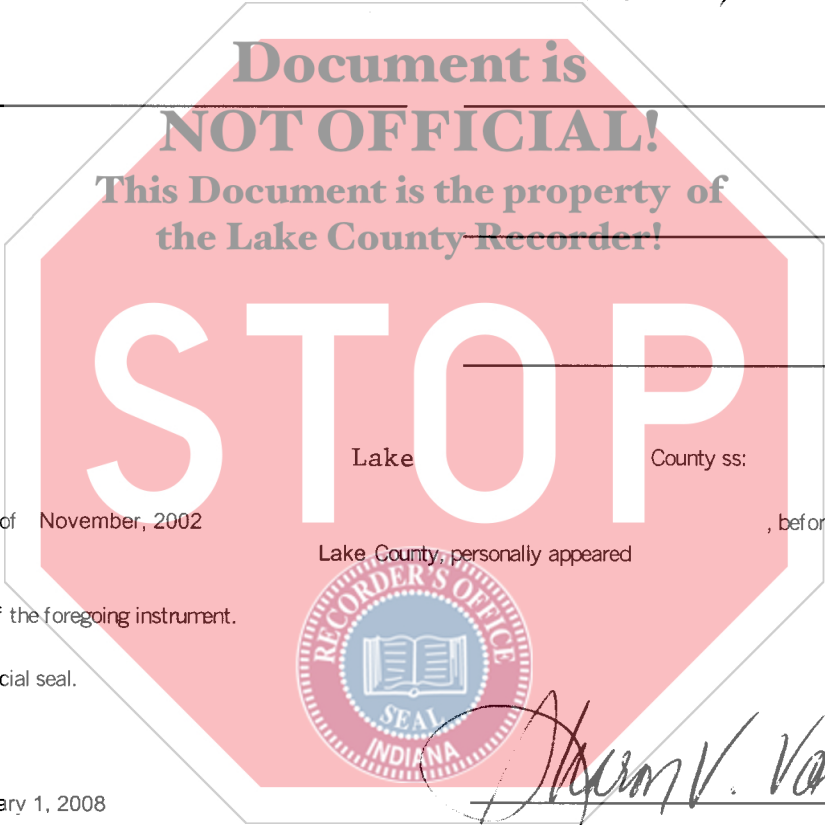 Document is
NOT OFFICIAL!
This Document is the property of
the Lake County Recorder!
STOP
Lake County ss:
of November, 2002 , befor
Lake County, personally appeared
RECORDER'S OFFICE
f the foregoing instrument.
cial seal.
SEAL
INDIANA
Sharon V. Va
ary 1, 2008